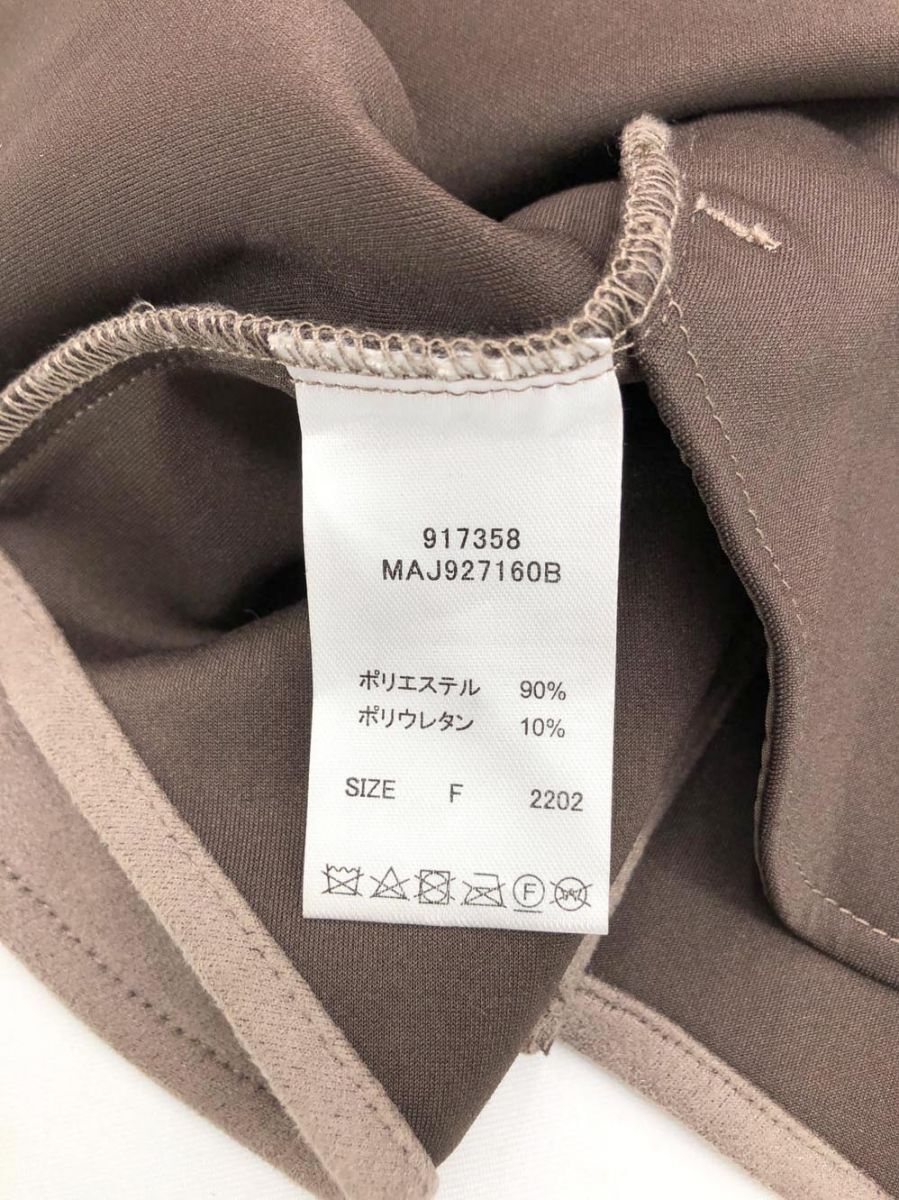 917358
MAJ927160B
ポリエステル 90%
ポリウレタン 10%
SIZE F 2202
F
W